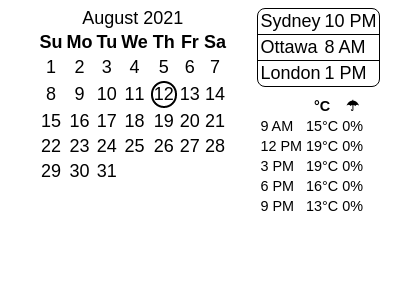 August 2021
Su Mo Tu We Th Fr Sa
1 2 3 4 5 6 7
8 9 10 11 12 13 14
15 16 17 18 19 20 21
22 23 24 25 26 27 28
29 30 31
Sydney 10 PM
Ottawa 8 AM
London 1 PM
°C ☂
9 AM 15°C 0%
12 PM 19°C 0%
3 PM 19°C 0%
6 PM 16°C 0%
9 PM 13°C 0%